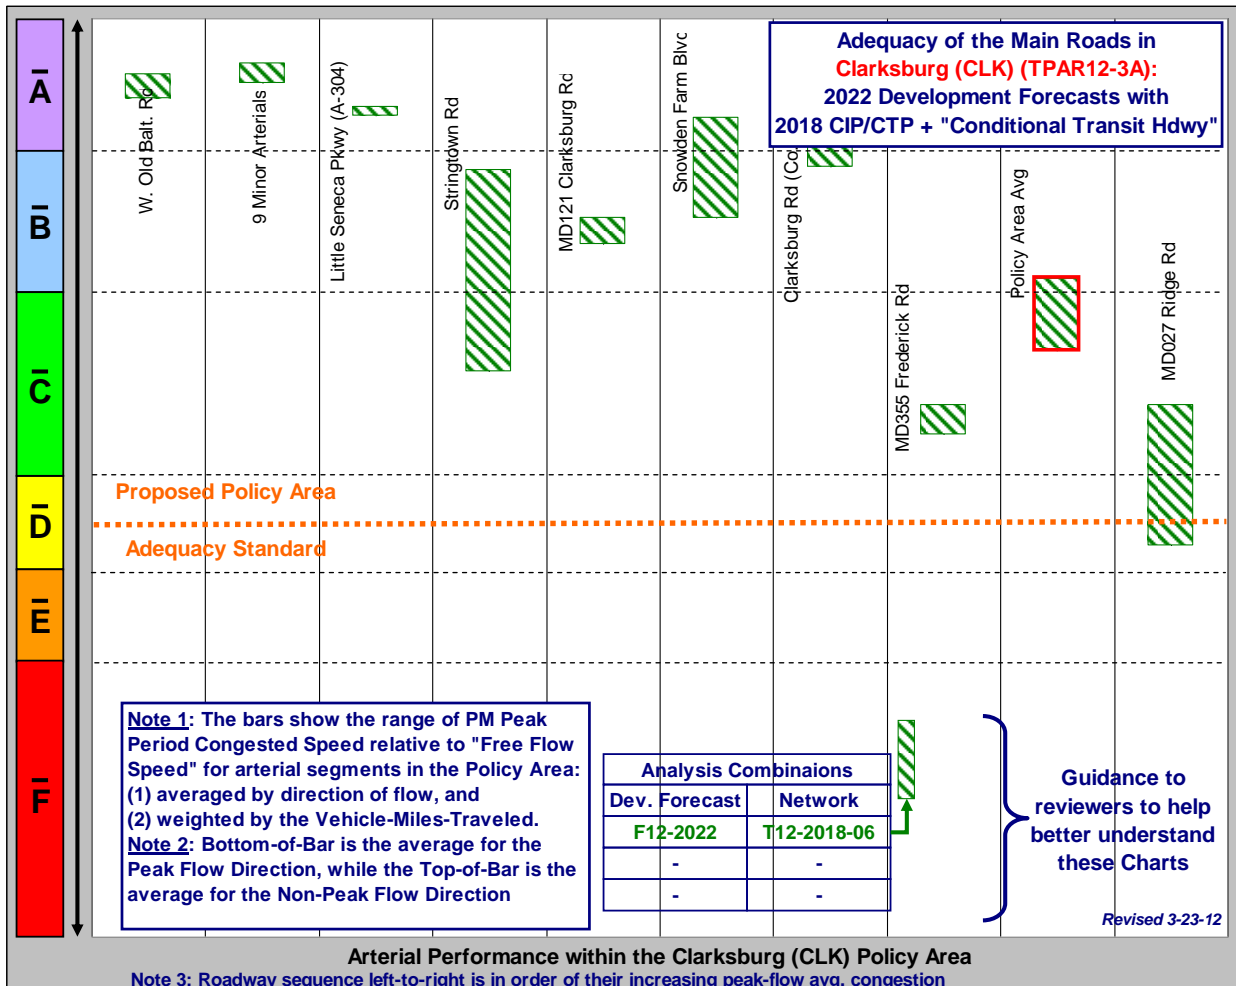 Adequacy of the Main Roads in
Clarksburg (CLK) (TPAR12-3A):
2022 Development Forecasts with
2018 CIP/CTP + "Conditional Transit Hdwy"
A
B
C
D
E
F
W. Old Balt. Rd
9 Minor Arterials
Little Seneca Pkwy (A-304)
Stringtown Rd
MD121 Clarksburg Rd
Snowden Farm Blvd
Clarksburg Rd (Co
MD355 Frederick Rd
Policy Area Avg
MD027 Ridge Rd
Proposed Policy Area
Adequacy Standard
Note 1: The bars show the range of PM Peak
Period Congested Speed relative to "Free Flow
Speed" for arterial segments in the Policy Area:
(1) averaged by direction of flow, and
(2) weighted by the Vehicle-Miles-Traveled.
Note 2: Bottom-of-Bar is the average for the
Peak Flow Direction, while the Top-of-Bar is the
average for the Non-Peak Flow Direction
Analysis Combinaions
Dev. Forecast Network
F12-2022 T12-2018-06
- -
- -
Guidance to
reviewers to help
better understand
these Charts
Revised 3-23-12
Arterial Performance within the Clarksburg (CLK) Policy Area
Note 3: Roadway sequence left-to-right is in order of their increasing peak-flow avg. congestion